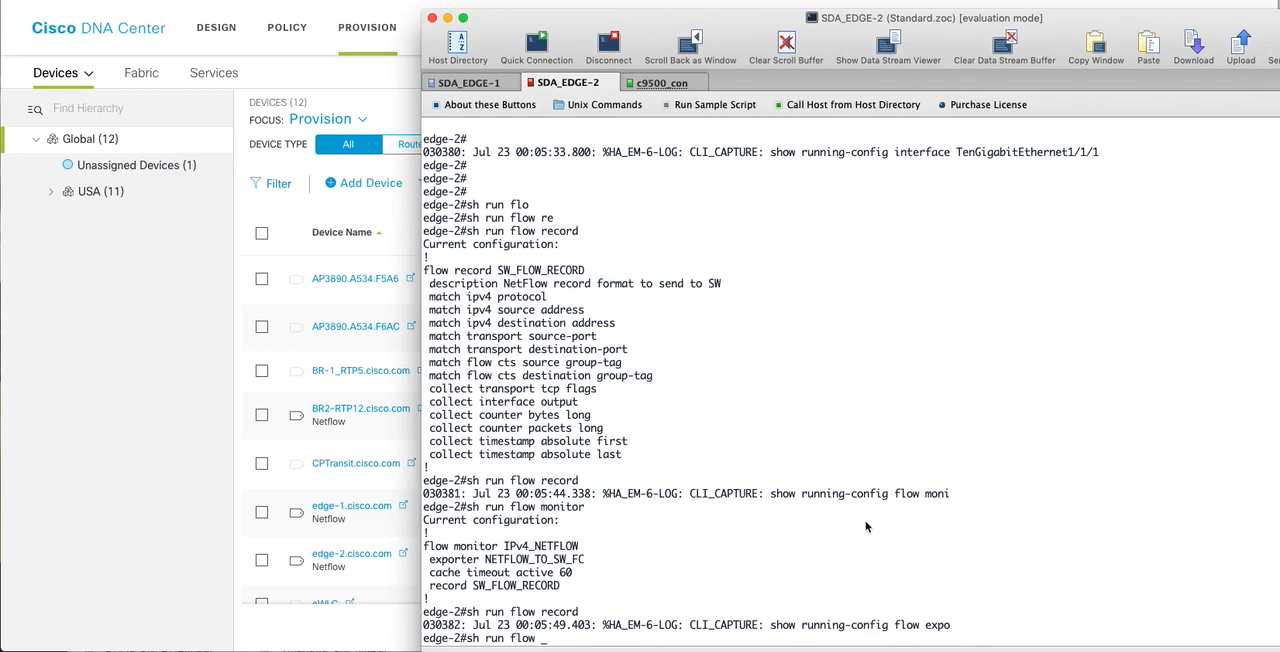 Cisco DNA Center
DESIGN
POLICY
PROVISION
Devices
Fabric
Services
Find Hierarchy
Global (12)
Unassigned Devices (1)
USA (11)
DEVICES (12)
FOCUS: Provision
DEVICE TYPE
All
Route
Filter
Add Device
Device Name
AP3890.A534.F5A6
AP3890.A534.F6AC
BR-1_RTP5.cisco.com
BR2-RTP12.cisco.com
Netflow
CPTransit.cisco.com
edge-1.cisco.com
Netflow
edge-2.cisco.com
Netflow
SDA_EDGE-2 (Standard.zoc) [evaluation mode]
Host Directory
Quick Connection
Disconnect
Scroll Back as Window
Clear Scroll Buffer
Show Data Stream Viewer
Clear Data Stream Buffer
Copy Window
Paste
Download
Upload
SDA_EDGE-1
SDA_EDGE-2
c9500_con
About these Buttons
Unix Commands
Run Sample Script
Call Host from Host Directory
Purchase License
edge-2#
030380: Jul 23 00:05:33.800: %HA_EM-6-LOG: CLI_CAPTURE: show running-config interface TenGigabitEthernet1/1/1
edge-2#
edge-2#
edge-2#
edge-2#sh run flo
edge-2#sh run flow re
edge-2#sh run flow record
Current configuration:
!
flow record SW_FLOW_RECORD
description NetFlow record format to send to SW
match ipv4 protocol
match ipv4 source address
match ipv4 destination address
match transport source-port
match transport destination-port
match flow cts source group-tag
match flow cts destination group-tag
collect transport tcp flags
collect interface output
collect counter bytes long
collect counter packets long
collect timestamp absolute first
collect timestamp absolute last
!
edge-2#sh run flow record
030381: Jul 23 00:05:44.338: %HA_EM-6-LOG: CLI_CAPTURE: show running-config flow moni
edge-2#sh run flow monitor
Current configuration:
!
flow monitor IPv4_NETFLOW
exporter NETFLOW_TO_SW_FC
cache timeout active 60
record SW_FLOW_RECORD
!
edge-2#sh run flow record
030382: Jul 23 00:05:49.403: %HA_EM-6-LOG: CLI_CAPTURE: show running-config flow expo
edge-2#sh run flow _